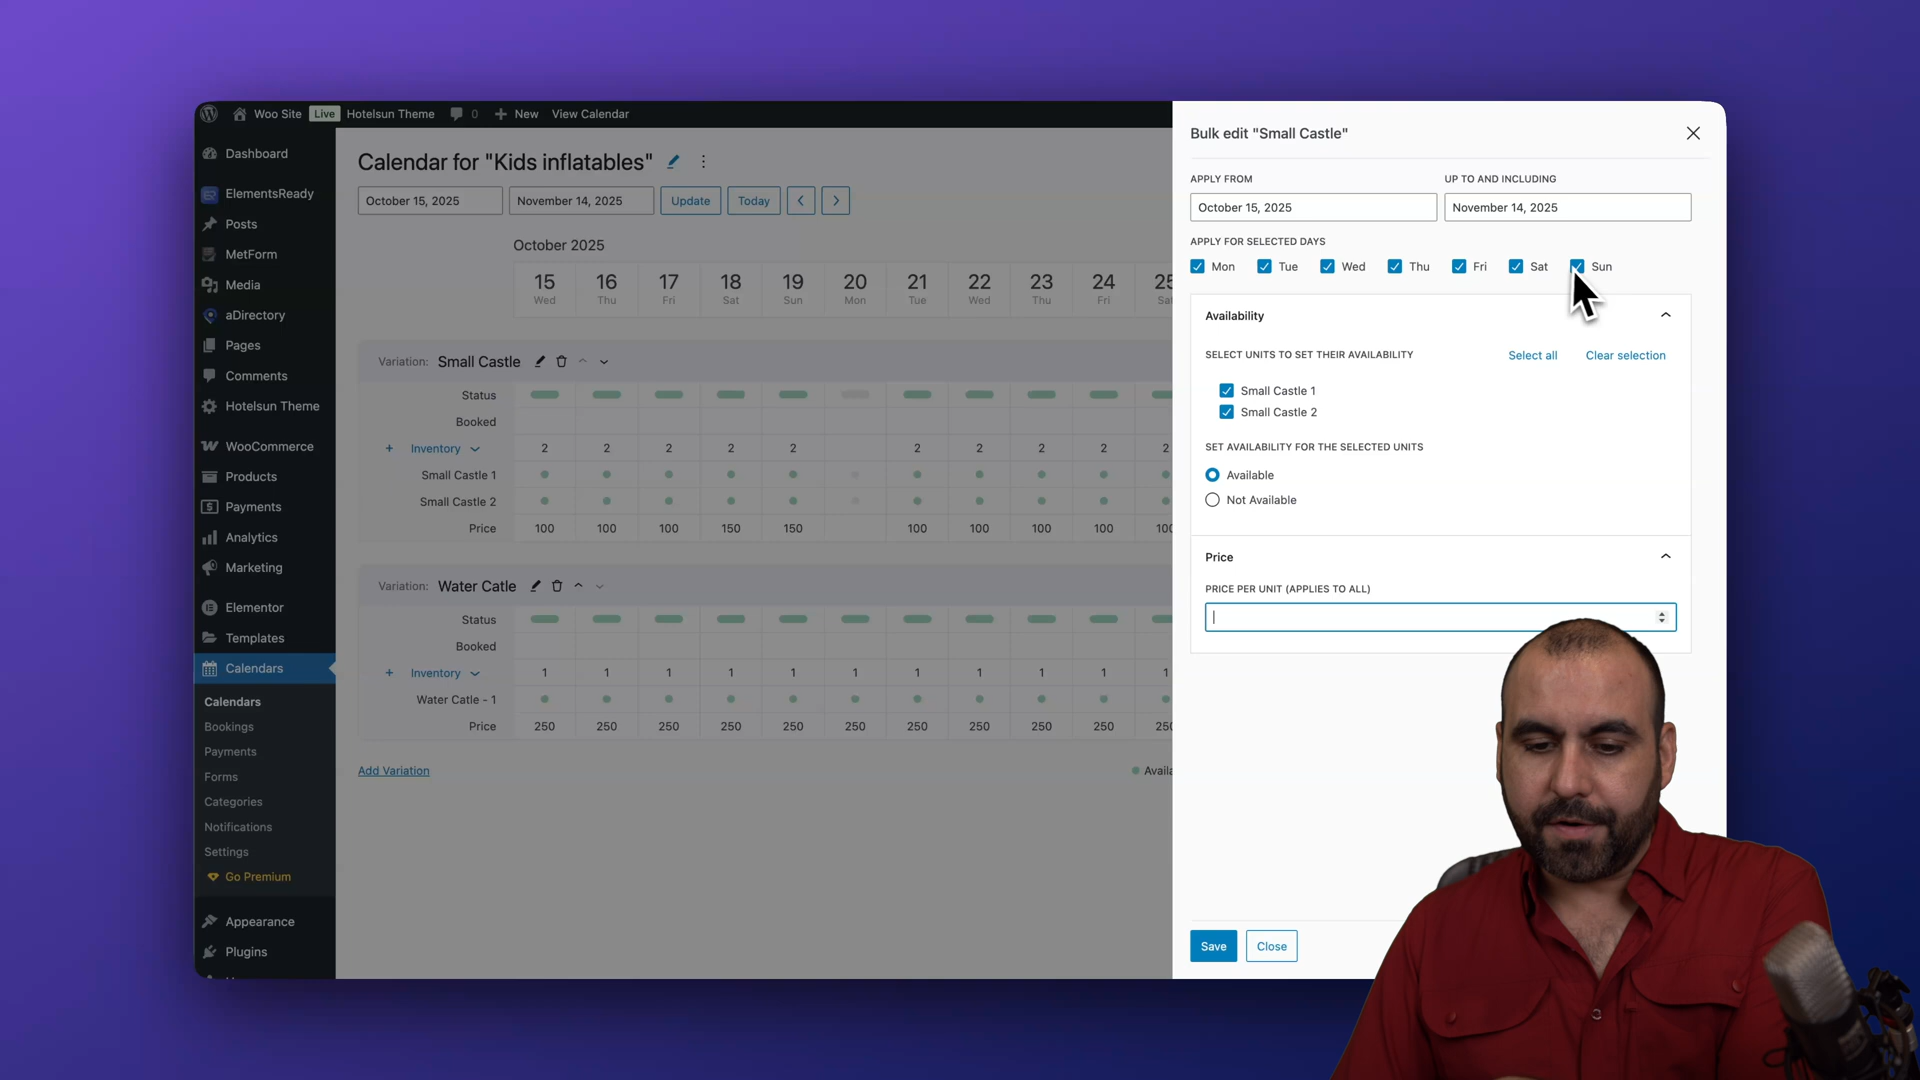 Woo Site Live Hotelsun Theme 0 New View Calendar
Dashboard
ElementsReady
Posts
MetForm
Media
aDirectory
Pages
Comments
Hotelsun Theme
WooCommerce
Products
Payments
Analytics
Marketing
Elementor
Templates
Calendars
Calendars
Bookings
Payments
Forms
Categories
Notifications
Settings
Go Premium
Appearance
Plugins
Calendar for "Kids inflatables"
October 15, 2025 November 14, 2025 Update Today
October 2025
15 16 17 18 19 20 21 22 23 24 25
Wed Thu Fri Sat Sun Mon Tue Wed Thu Fri Sa
Variation: Small Castle
Status
Booked
+ Inventory 2 2 2 2 2 2 2 2 2 2
Small Castle 1
Small Castle 2
Price 100 100 100 150 150 100 100 100 100 100
Variation: Water Catle
Status
Booked
+ Inventory 1 1 1 1 1 1 1 1 1 1 1
Water Catle - 1
Price 250 250 250 250 250 250 250 250 250 250 250
Add Variation
Availa
Bulk edit "Small Castle"
APPLY FROM UP TO AND INCLUDING
October 15, 2025 November 14, 2025
APPLY FOR SELECTED DAYS
Mon Tue Wed Thu Fri Sat Sun
Availability
SELECT UNITS TO SET THEIR AVAILABILITY Select all Clear selection
Small Castle 1
Small Castle 2
SET AVAILABILITY FOR THE SELECTED UNITS
Available
Not Available
Price
PRICE PER UNIT (APPLIES TO ALL)
Save Close